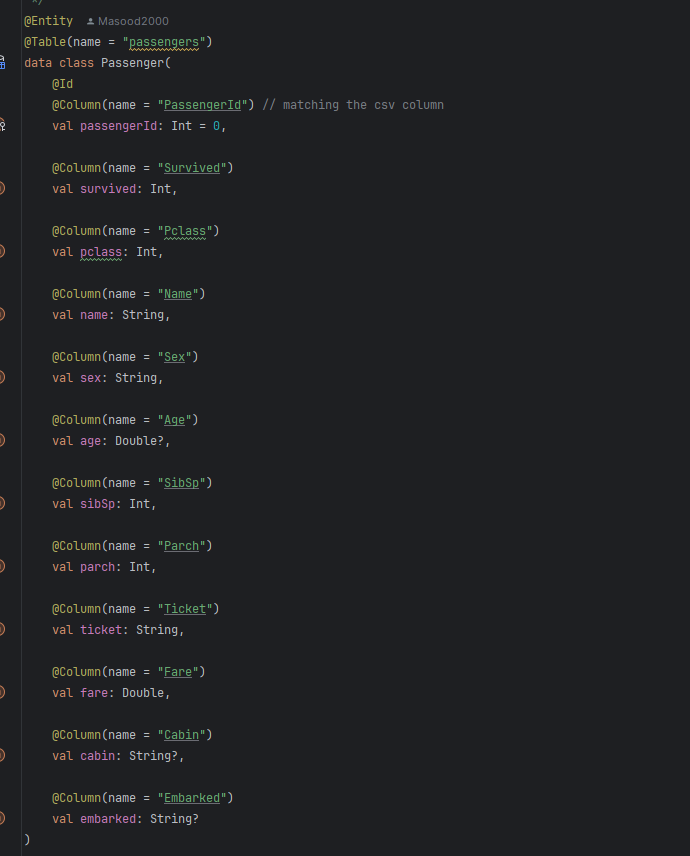 */
@Entity Masood2000
@Table(name = "passengers")
data class Passenger(
@Id
@Column(name = "PassengerId") // matching the csv column
val passengerId: Int = 0,
@Column(name = "Survived")
val survived: Int,
@Column(name = "Pclass")
val pclass: Int,
@Column(name = "Name")
val name: String,
@Column(name = "Sex")
val sex: String,
@Column(name = "Age")
val age: Double?,
@Column(name = "SibSp")
val sibSp: Int,
@Column(name = "Parch")
val parch: Int,
@Column(name = "Ticket")
val ticket: String,
@Column(name = "Fare")
val fare: Double,
@Column(name = "Cabin")
val cabin: String?,
@Column(name = "Embarked")
val embarked: String?
)